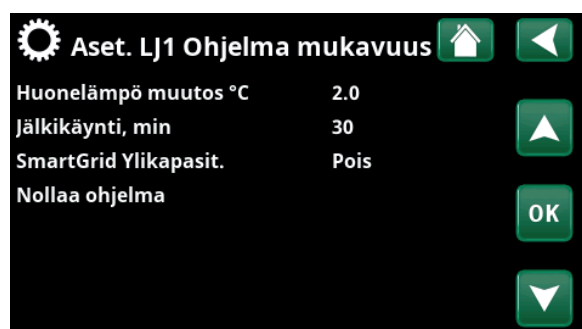 Aset. LJ1 Ohjelma mukavuus
Huonelämpö muutos °C 2.0
Jälkikäynti, min 30
SmartGrid Ylikapasit. Pois
Nollaa ohjelma
OK